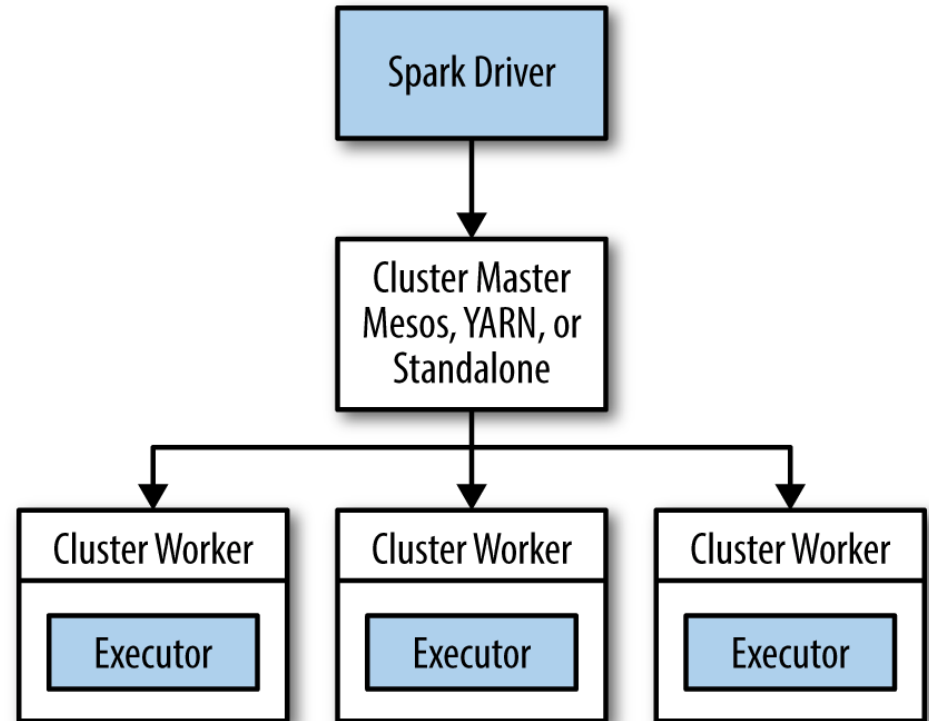 Spark Driver
Cluster Master
Mesos, YARN, or
Standalone
Cluster Worker
Cluster Worker
Cluster Worker
Executor
Executor
Executor